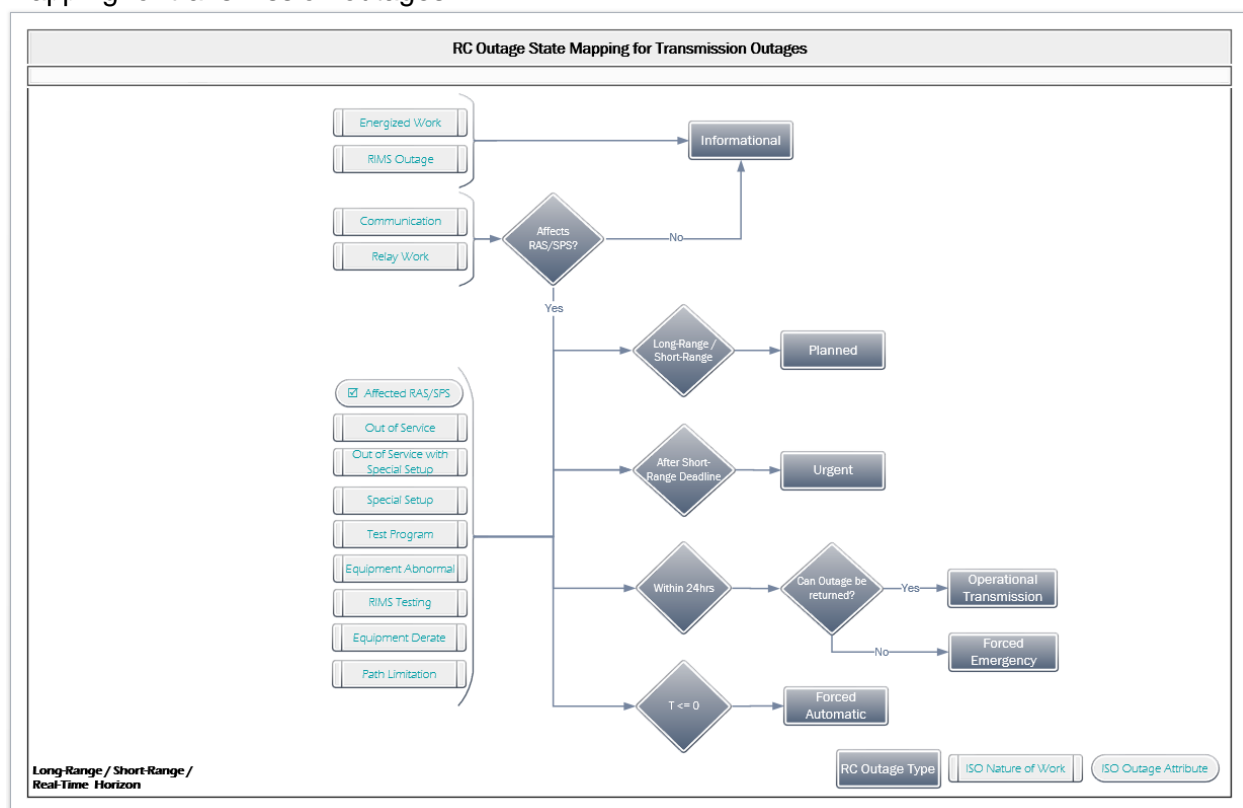 RC Outage State Mapping for Transmission Outages
Energized Work
RIMS Outage
Informational
Communication
Relay Work
Affects
RAS/SPS?
No
Yes
Long-Range /
Short-Range
Planned
Affected RAS/SPS
Out of Service
Out of Service with
Special Setup
Special Setup
Test Program
Equipment Abnormal
RIMS Testing
Equipment Derate
Path Limitation
After Short-
Range Deadline
Urgent
Within 24hrs
Can Outage be
returned?
Yes
Operational
Transmission
No
Forced
Emergency
T <= 0
Forced
Automatic
Long-Range / Short-Range /
Real-Time Horizon
RC Outage Type
ISO Nature of Work
ISO Outage Attribute